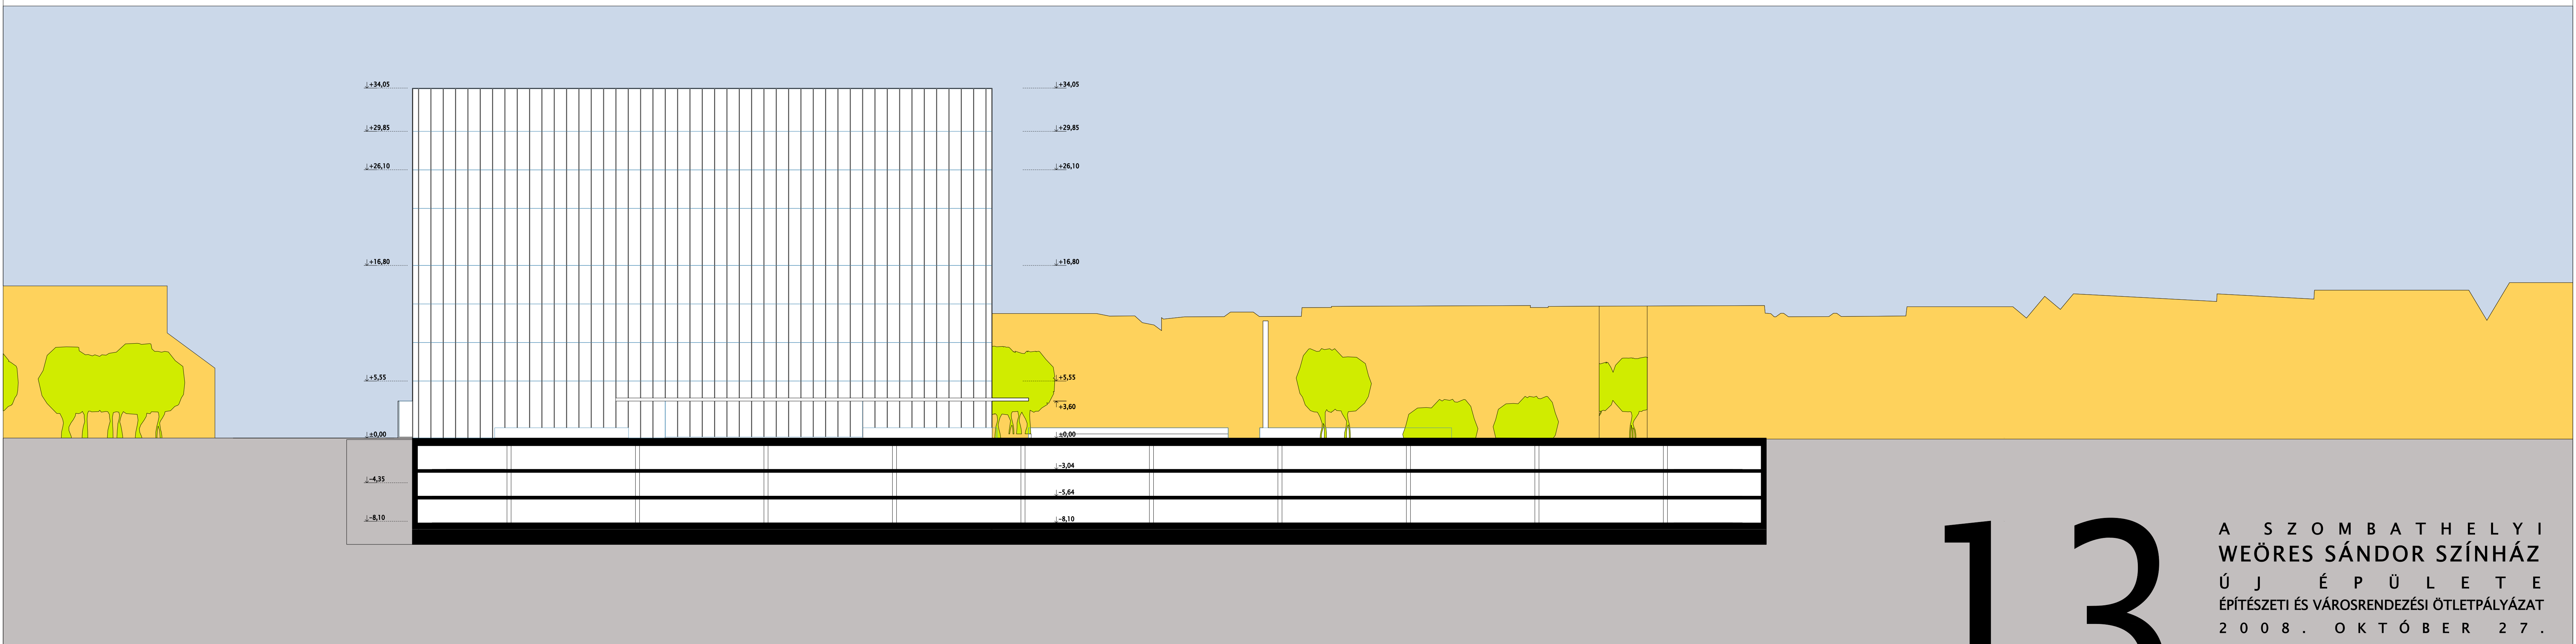 +34,05 +34,05
+29,85 +29,85
+26,10 +26,10
+16,80 +16,80
+5,55 +5,55
+3,60
±0,00 ±0,00
-3,04
-4,35
-5,64
-8,10 -8,10
13
A SZOMBATHELYI
WEÖRES SÁNDOR SZÍNHÁZ
ÚJ ÉPÜLETE
ÉPÍTÉSZETI ÉS VÁROSRENDEZÉSI ÖTLETPÁLYÁZAT
2008. OKTÓBER 27.